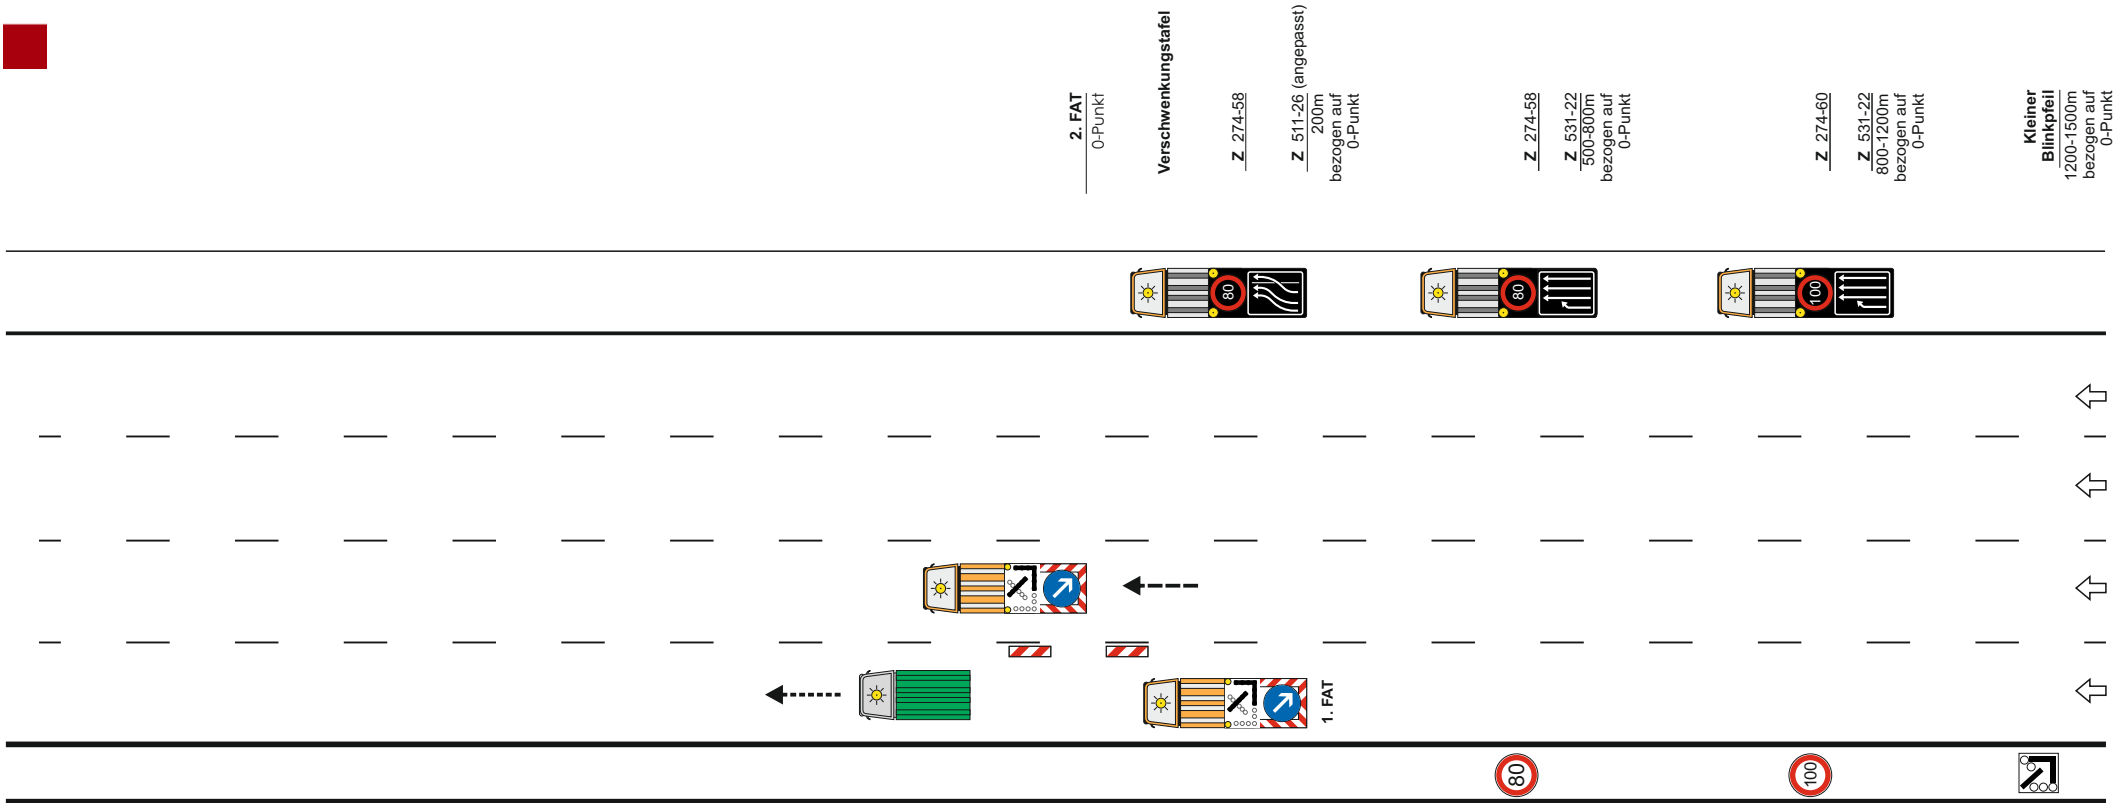 2. FAT
0-Punkt
Verschwenkungstafel
Z 274-58
Z 511-26 (angepasst)
200m
bezogen auf
0-Punkt
Z 274-58
Z 531-22
500-800m
bezogen auf
0-Punkt
Z 274-60
Z 531-22
800-1200m
bezogen auf
0-Punkt
Kleiner
Blinkpfeil
1200-1500m
bezogen auf
0-Punkt
80
80
100
1. FAT
80
100